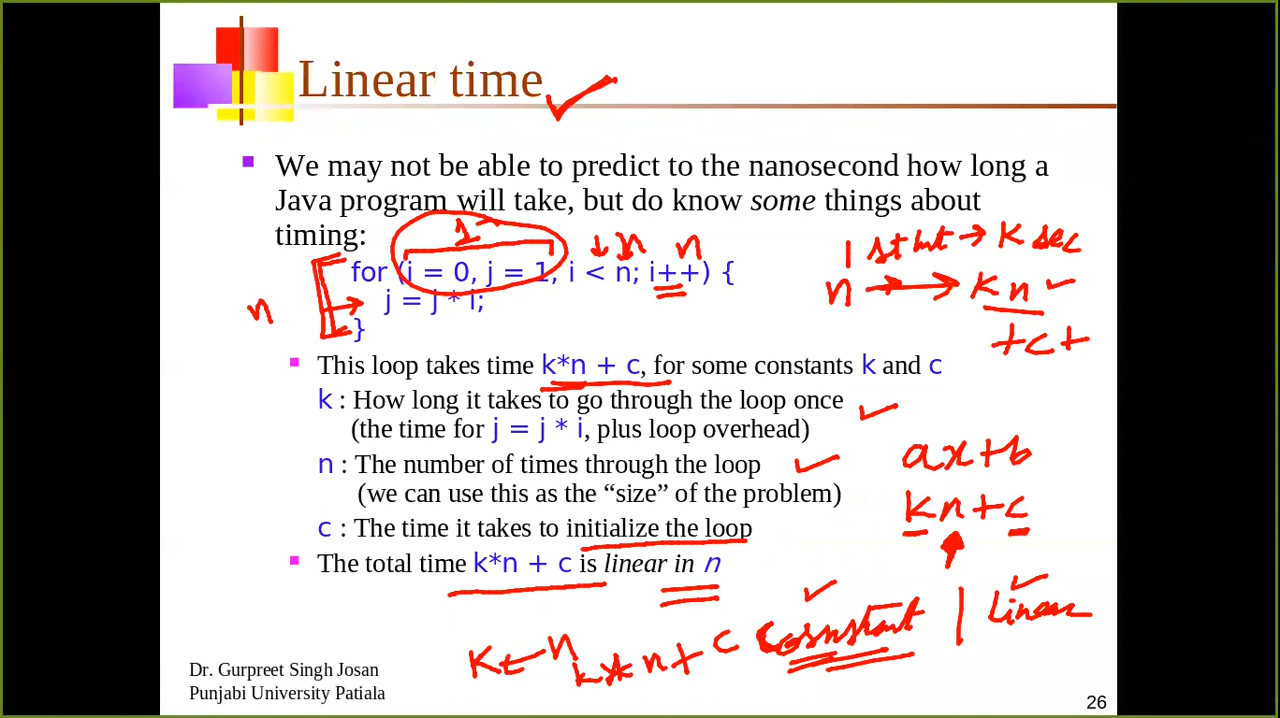 Linear time
We may not be able to predict to the nanosecond how long a
Java program will take, but do know some things about
timing:
1
n n
for (i = 0, j = 1; i < n; i++) {
j = j * i;
}
n
1 stmt → k sec
n → kn
+c+
This loop takes time k*n + c, for some constants k and c
k : How long it takes to go through the loop once
(the time for j = j * i, plus loop overhead)
n : The number of times through the loop
(we can use this as the “size” of the problem)
c : The time it takes to initialize the loop
The total time k*n + c is linear in n
ax+b
kn+c
k ← n
k * n + c
Constant | Linear
Dr. Gurpreet Singh Josan
Punjabi University Patiala
26